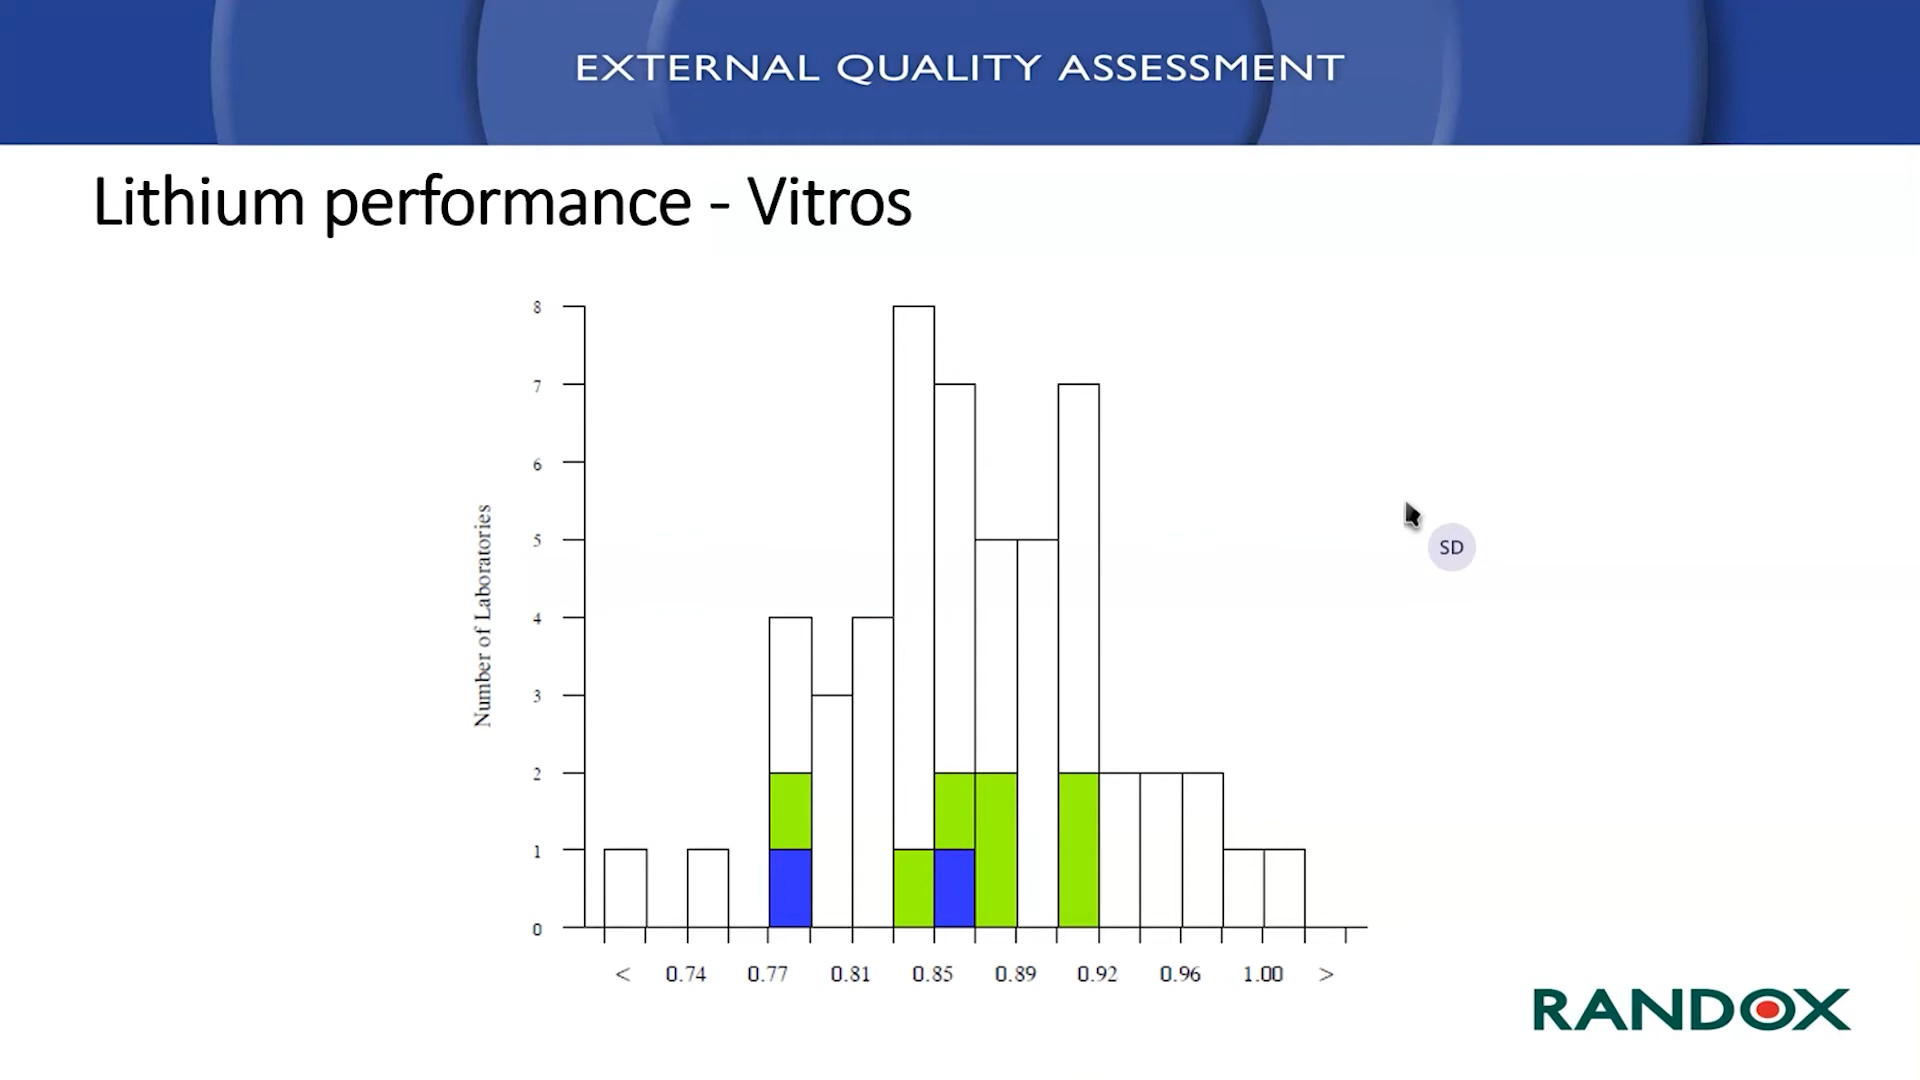 EXTERNAL QUALITY ASSESSMENT
Lithium performance - Vitros
8
7
6
5
4
3
2
1
0
Number of Laboratories
< 0.74 0.77 0.81 0.85 0.89 0.92 0.96 1.00 >
SD
RANDOX